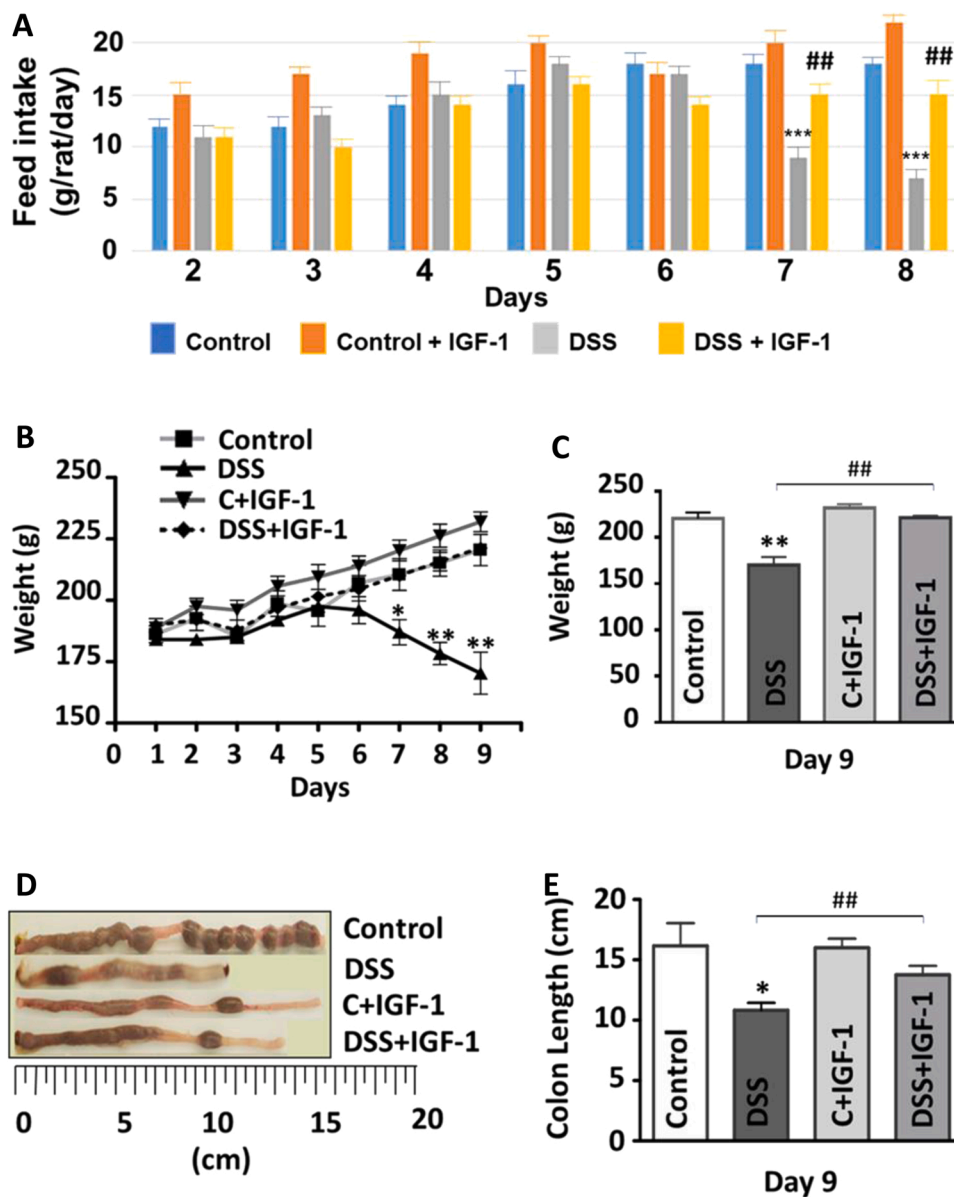 A
Feed intake
(g/rat/day)
20
15
10
5
0
##
##
***
***
2 3 4 5 6 7 8
Days
Control Control + IGF-1 DSS DSS + IGF-1
B
Control
DSS
C+IGF-1
DSS+IGF-1
Weight (g)
250
225
200
175
150
*
**
**
0 1 2 3 4 5 6 7 8 9
Days
C
##
Weight (g)
250
200
150
100
50
0
**
Control
DSS
C+IGF-1
DSS+IGF-1
Day 9
D
Control
DSS
C+IGF-1
DSS+IGF-1
0 5 10 15 20
(cm)
E
##
Colon Length (cm)
20
15
10
5
0
*
Control
DSS
C+IGF-1
DSS+IGF-1
Day 9